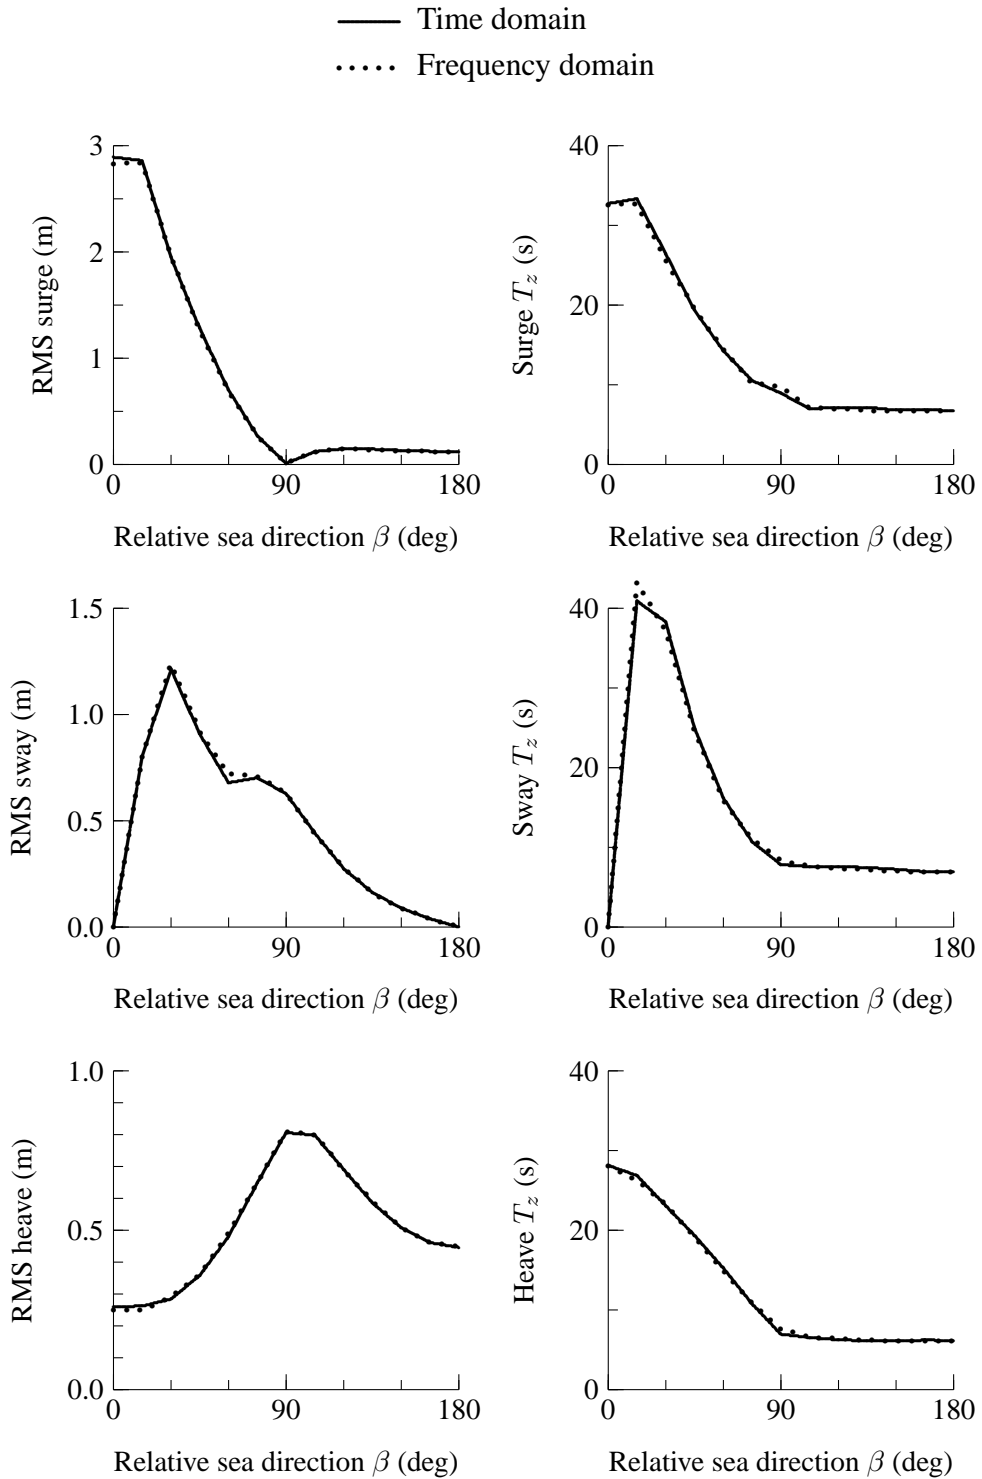 Time domain
Frequency domain
3
2
1
0
0 90 180
RMS surge (m)
Relative sea direction β (deg)
40
20
0
0 90 180
Surge T_z (s)
Relative sea direction β (deg)
1.5
1.0
0.5
0.0
0 90 180
RMS sway (m)
Relative sea direction β (deg)
40
20
0
0 90 180
Sway T_z (s)
Relative sea direction β (deg)
1.0
0.5
0.0
0 90 180
RMS heave (m)
Relative sea direction β (deg)
40
20
0
0 90 180
Heave T_z (s)
Relative sea direction β (deg)